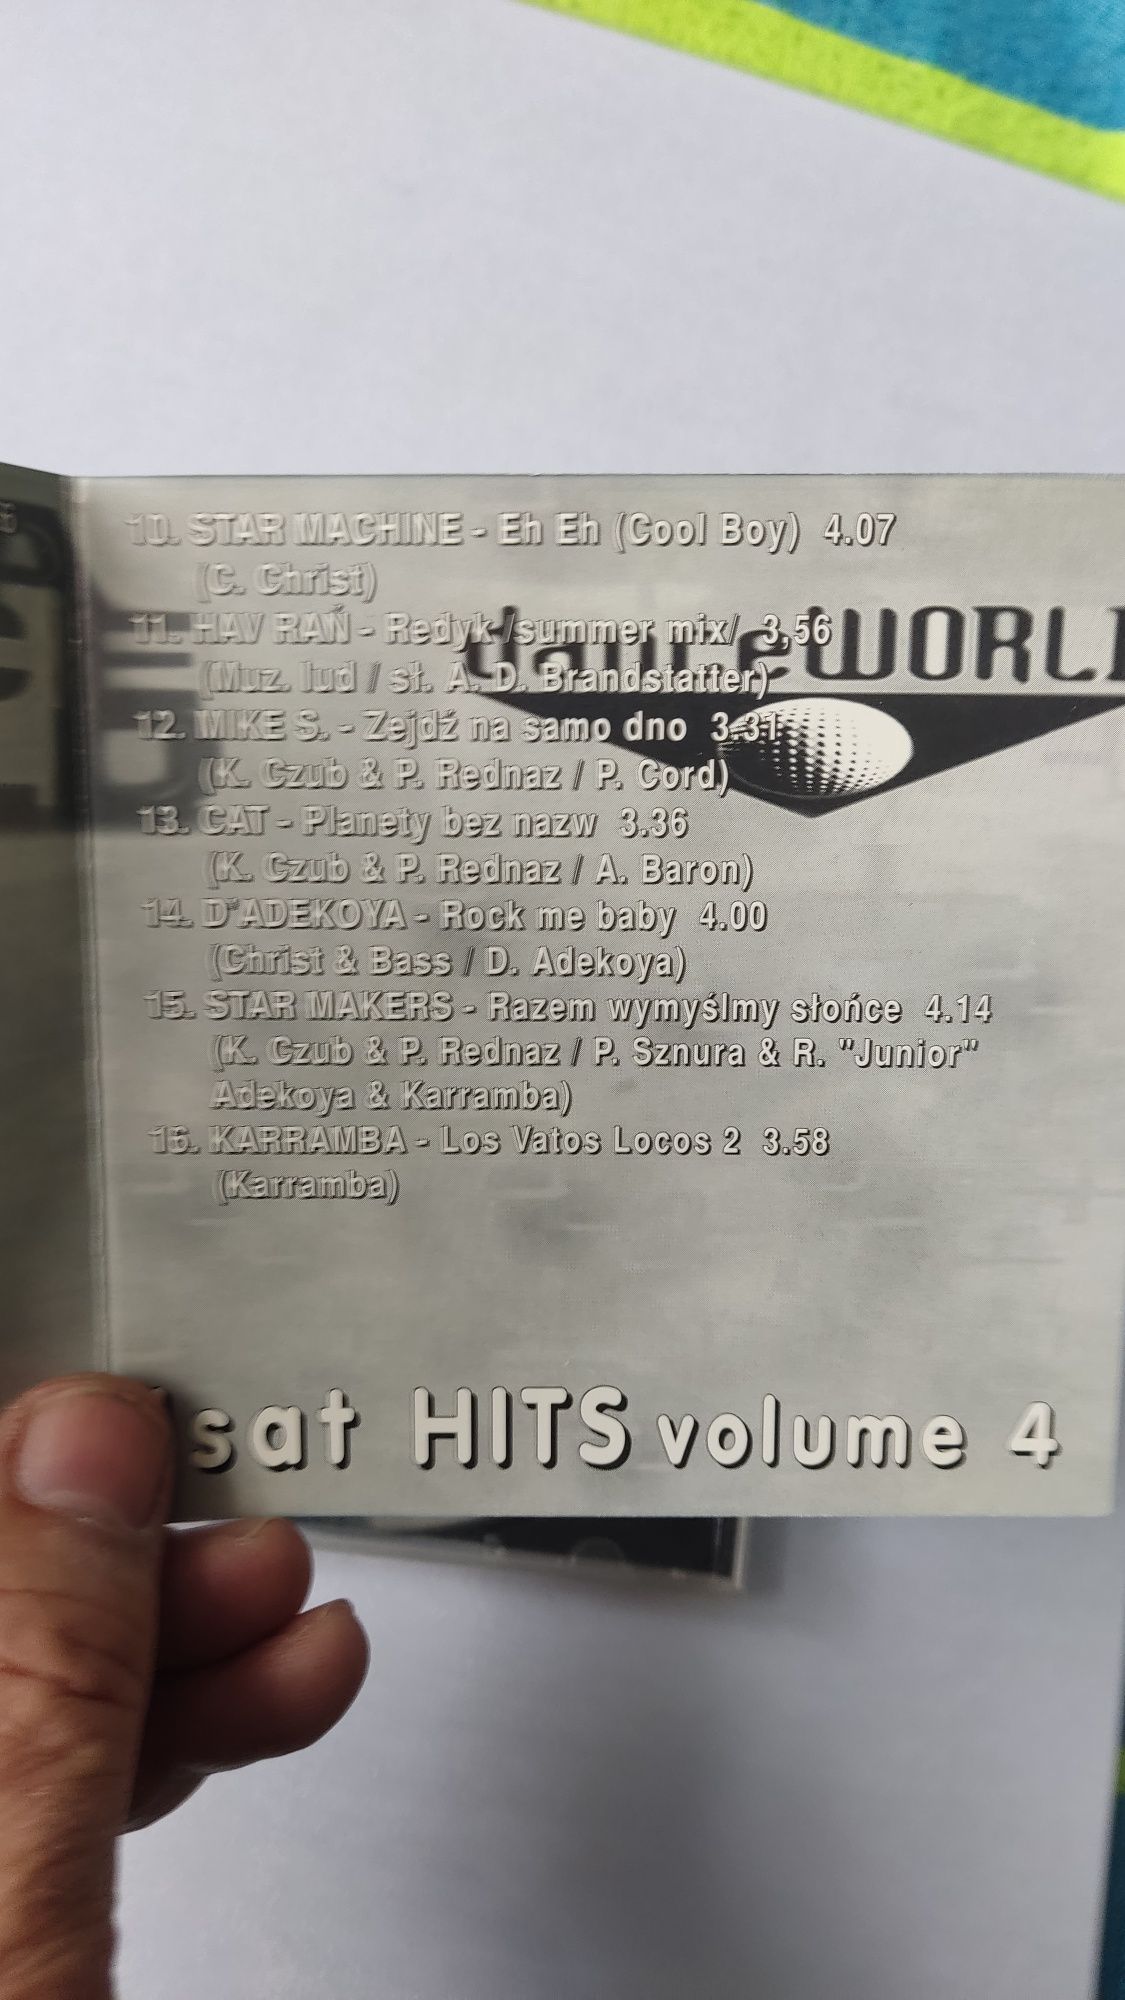 10. STAR MACHINE - Eh Eh (Cool Boy) 4.07
(C. Christ)
11. HAV RAŃ - Redyk /summer mix/ 3,56
(Muz. lud / sł. A. D. Brandstatter)
12. MIKE S. - Zejdź na samo dno 3.31
(K. Czub & P. Rednaz / P. Cord)
13. CAT - Planety bez nazw 3.36
(K. Czub & P. Rednaz / A. Baron)
14. D'ADEKOYA - Rock me baby 4.00
(Christ & Bass / D. Adekoya)
15. STAR MAKERS - Razem wymyślmy słońce 4.14
(K. Czub & P. Rednaz / P. Sznura & R. "Junior"
Adekoya & Karramba)
16. KARRAMBA - Los Vatos Locos 2 3.58
(Karramba)
sat HITS volume 4